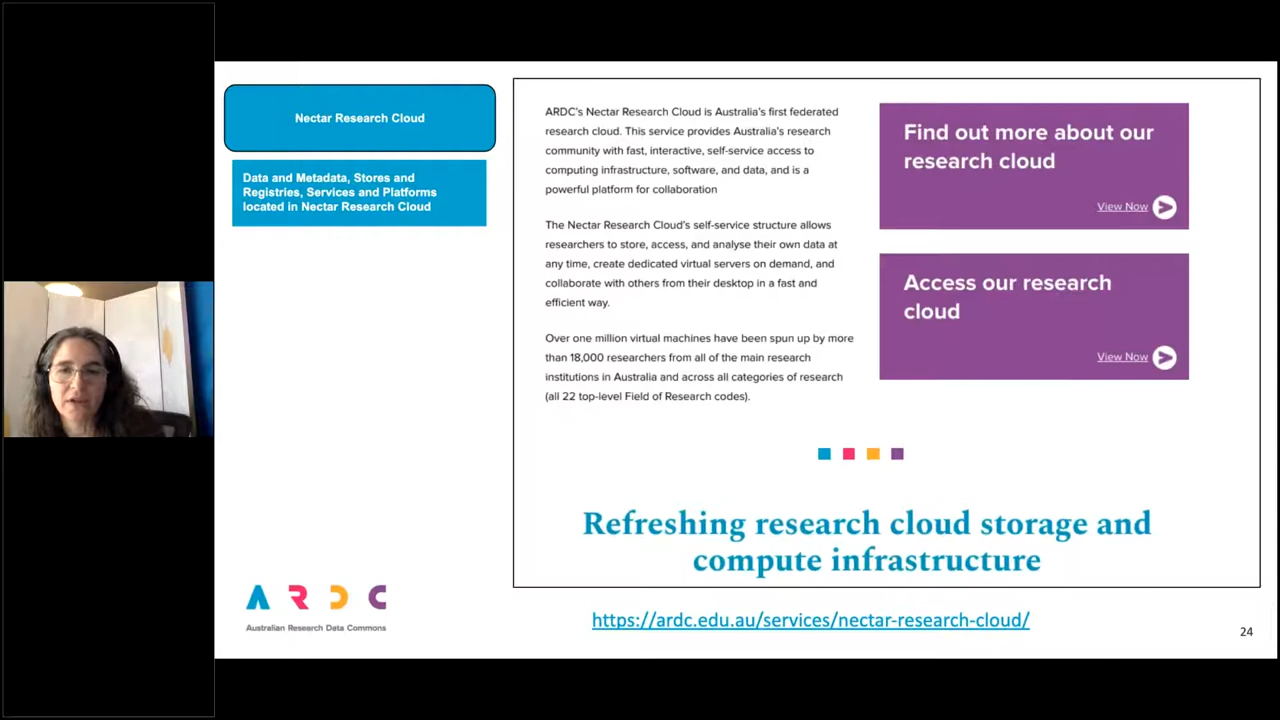 Nectar Research Cloud
Data and Metadata, Stores and
Registries, Services and Platforms
located in Nectar Research Cloud
ARDC's Nectar Research Cloud is Australia's first federated
research cloud. This service provides Australia's research
community with fast, interactive, self-service access to
computing infrastructure, software, and data, and is a
powerful platform for collaboration
The Nectar Research Cloud's self-service structure allows
researchers to store, access, and analyse their own data at
any time, create dedicated virtual servers on demand, and
collaborate with others from their desktop in a fast and
efficient way.
Over one million virtual machines have been spun up by more
than 18,000 researchers from all of the main research
institutions in Australia and across all categories of research
(all 22 top-level Field of Research codes).
Find out more about our
research cloud
View Now
Access our research
cloud
View Now
Refreshing research cloud storage and
compute infrastructure
ARDC
Australian Research Data Commons
https://ardc.edu.au/services/nectar-research-cloud/
24